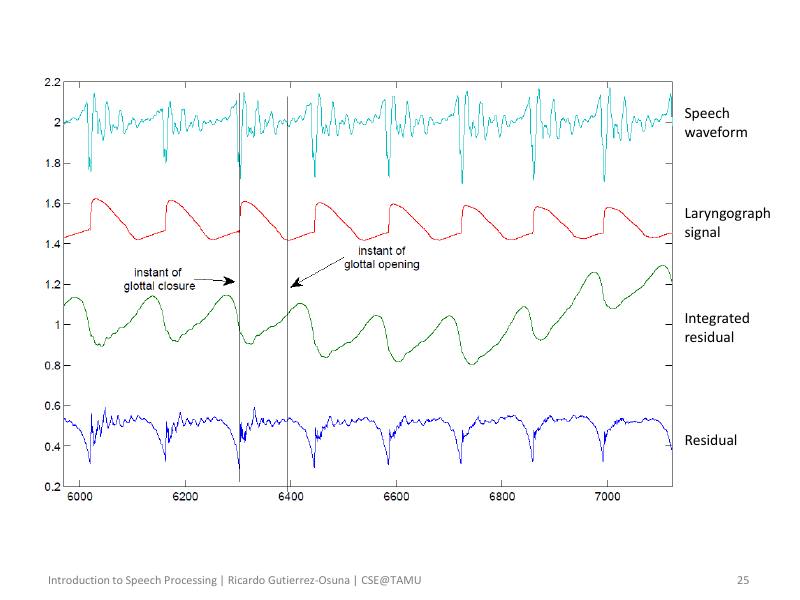 2.2
2
1.8
1.6
1.4
1.2
1
0.8
0.6
0.4
0.2
6000 6200 6400 6600 6800 7000
Speech
waveform
Laryngograph
signal
instant of
glottal closure
instant of
glottal opening
Integrated
residual
Residual
Introduction to Speech Processing | Ricardo Gutierrez-Osuna | CSE@TAMU 25